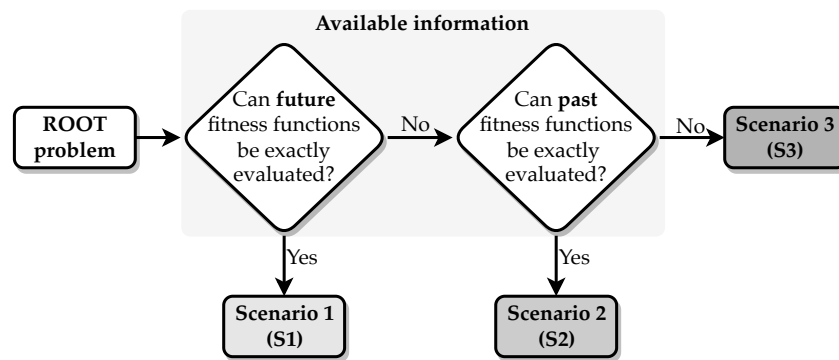 Available information
ROOT
problem
Can future
fitness functions
be exactly
evaluated?
No
Can past
fitness functions
be exactly
evaluated?
No
Scenario 3
(S3)
Yes
Yes
Scenario 1
(S1)
Scenario 2
(S2)